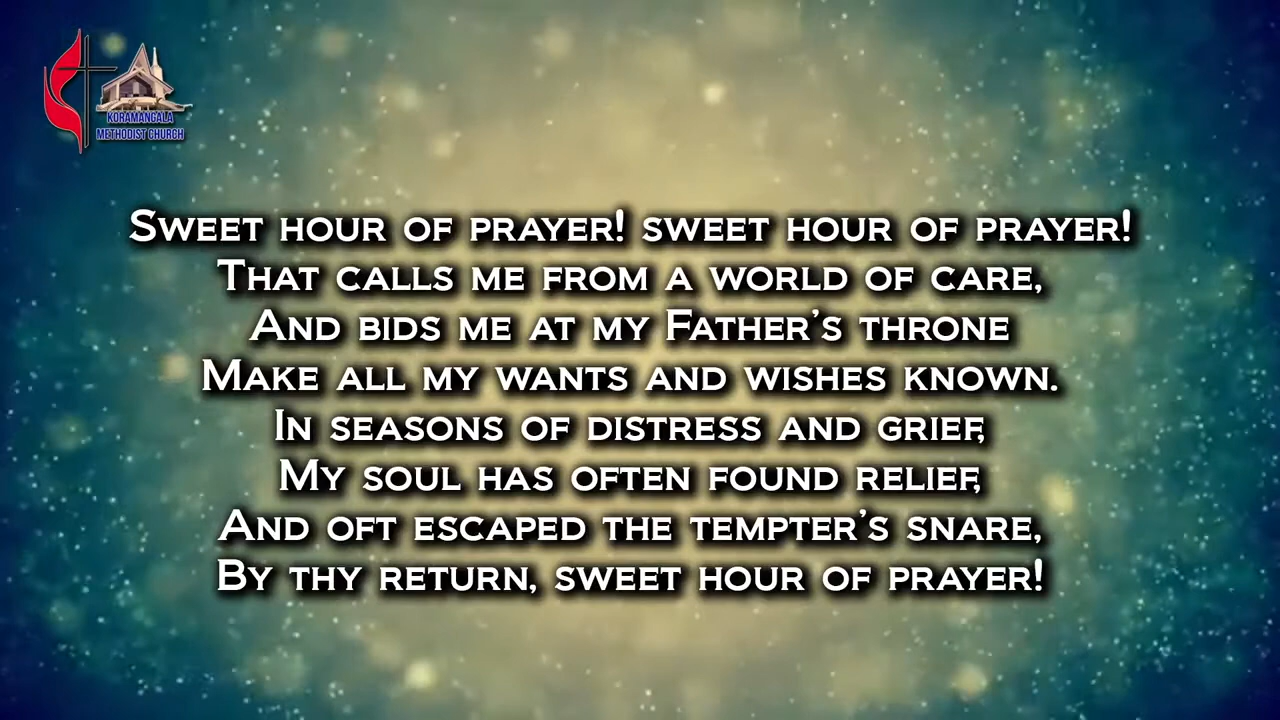 KORAMANGALA
METHODIST CHURCH
Sweet hour of prayer! sweet hour of prayer!
That calls me from a world of care,
And bids me at my Father's throne
Make all my wants and wishes known.
In seasons of distress and grief,
My soul has often found relief,
And oft escaped the tempter's snare,
By thy return, sweet hour of prayer!